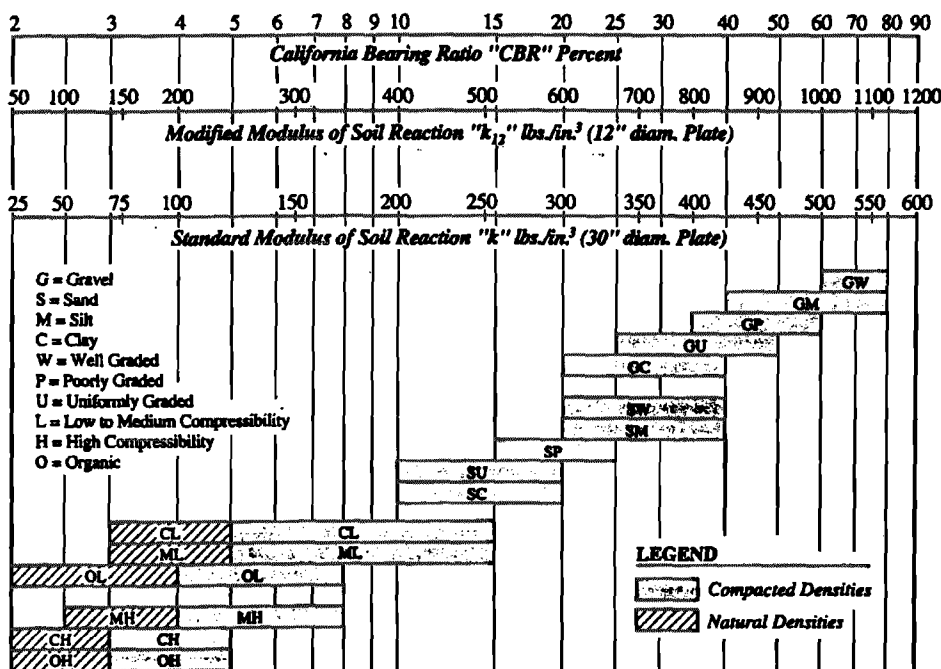 2 3 4 5 6 7 8 9 10 15 20 25 30 40 50 60 70 80 90
California Bearing Ratio "CBR" Percent
50 100 150 200 300 400 500 600 700 800 900 1000 1100 1200
Modified Modulus of Soil Reaction "k12" lbs./in.³ (12" diam. Plate)
25 50 75 100 150 200 250 300 350 400 450 500 550 600
Standard Modulus of Soil Reaction "k" lbs./in.³ (30" diam. Plate)
G = Gravel
S = Sand
M = Silt
C = Clay
W = Well Graded
P = Poorly Graded
U = Uniformly Graded
L = Low to Medium Compressibility
H = High Compressibility
O = Organic
GW
GM
GP
GU
GC
SW
SM
SP
SU
SC
CL CL
ML ML
OL OL
MH MH
CH CH
OH OH
LEGEND
Compacted Densities
Natural Densities